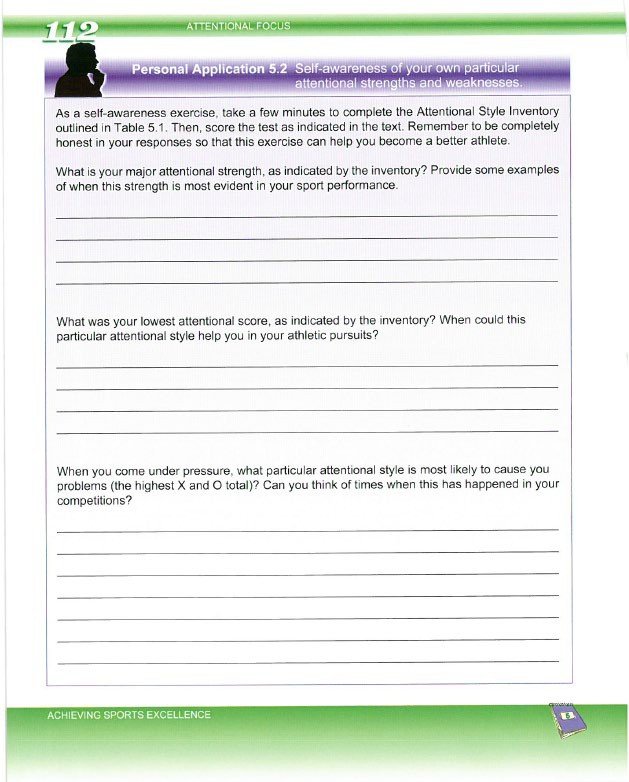 112
ATTENTIONAL FOCUS
Personal Application 5.2 Self-awareness of your own particular
attentional strengths and weaknesses.
As a self-awareness exercise, take a few minutes to complete the Attentional Style Inventory
outlined in Table 5.1. Then, score the test as indicated in the text. Remember to be completely
honest in your responses so that this exercise can help you become a better athlete.
What is your major attentional strength, as indicated by the inventory? Provide some examples
of when this strength is most evident in your sport performance.
What was your lowest attentional score, as indicated by the inventory? When could this
particular attentional style help you in your athletic pursuits?
When you come under pressure, what particular attentional style is most likely to cause you
problems (the highest X and O total)? Can you think of times when this has happened in your
competitions?
ACHIEVING SPORTS EXCELLENCE